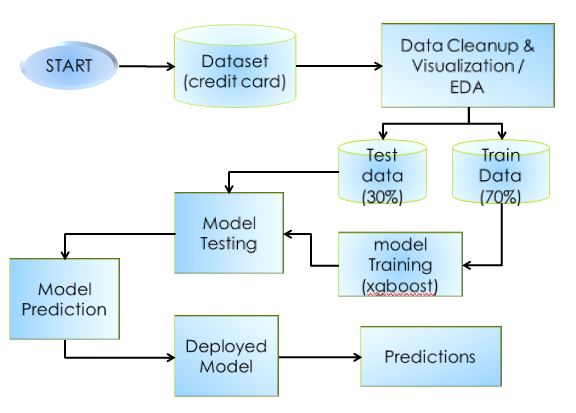 START
Dataset
(credit card)
Data Cleanup &
Visualization /
EDA
Test
data
(30%)
Train
Data
(70%)
Model
Testing
model
Training
(xgboost)
Model
Prediction
Deployed
Model
Predictions